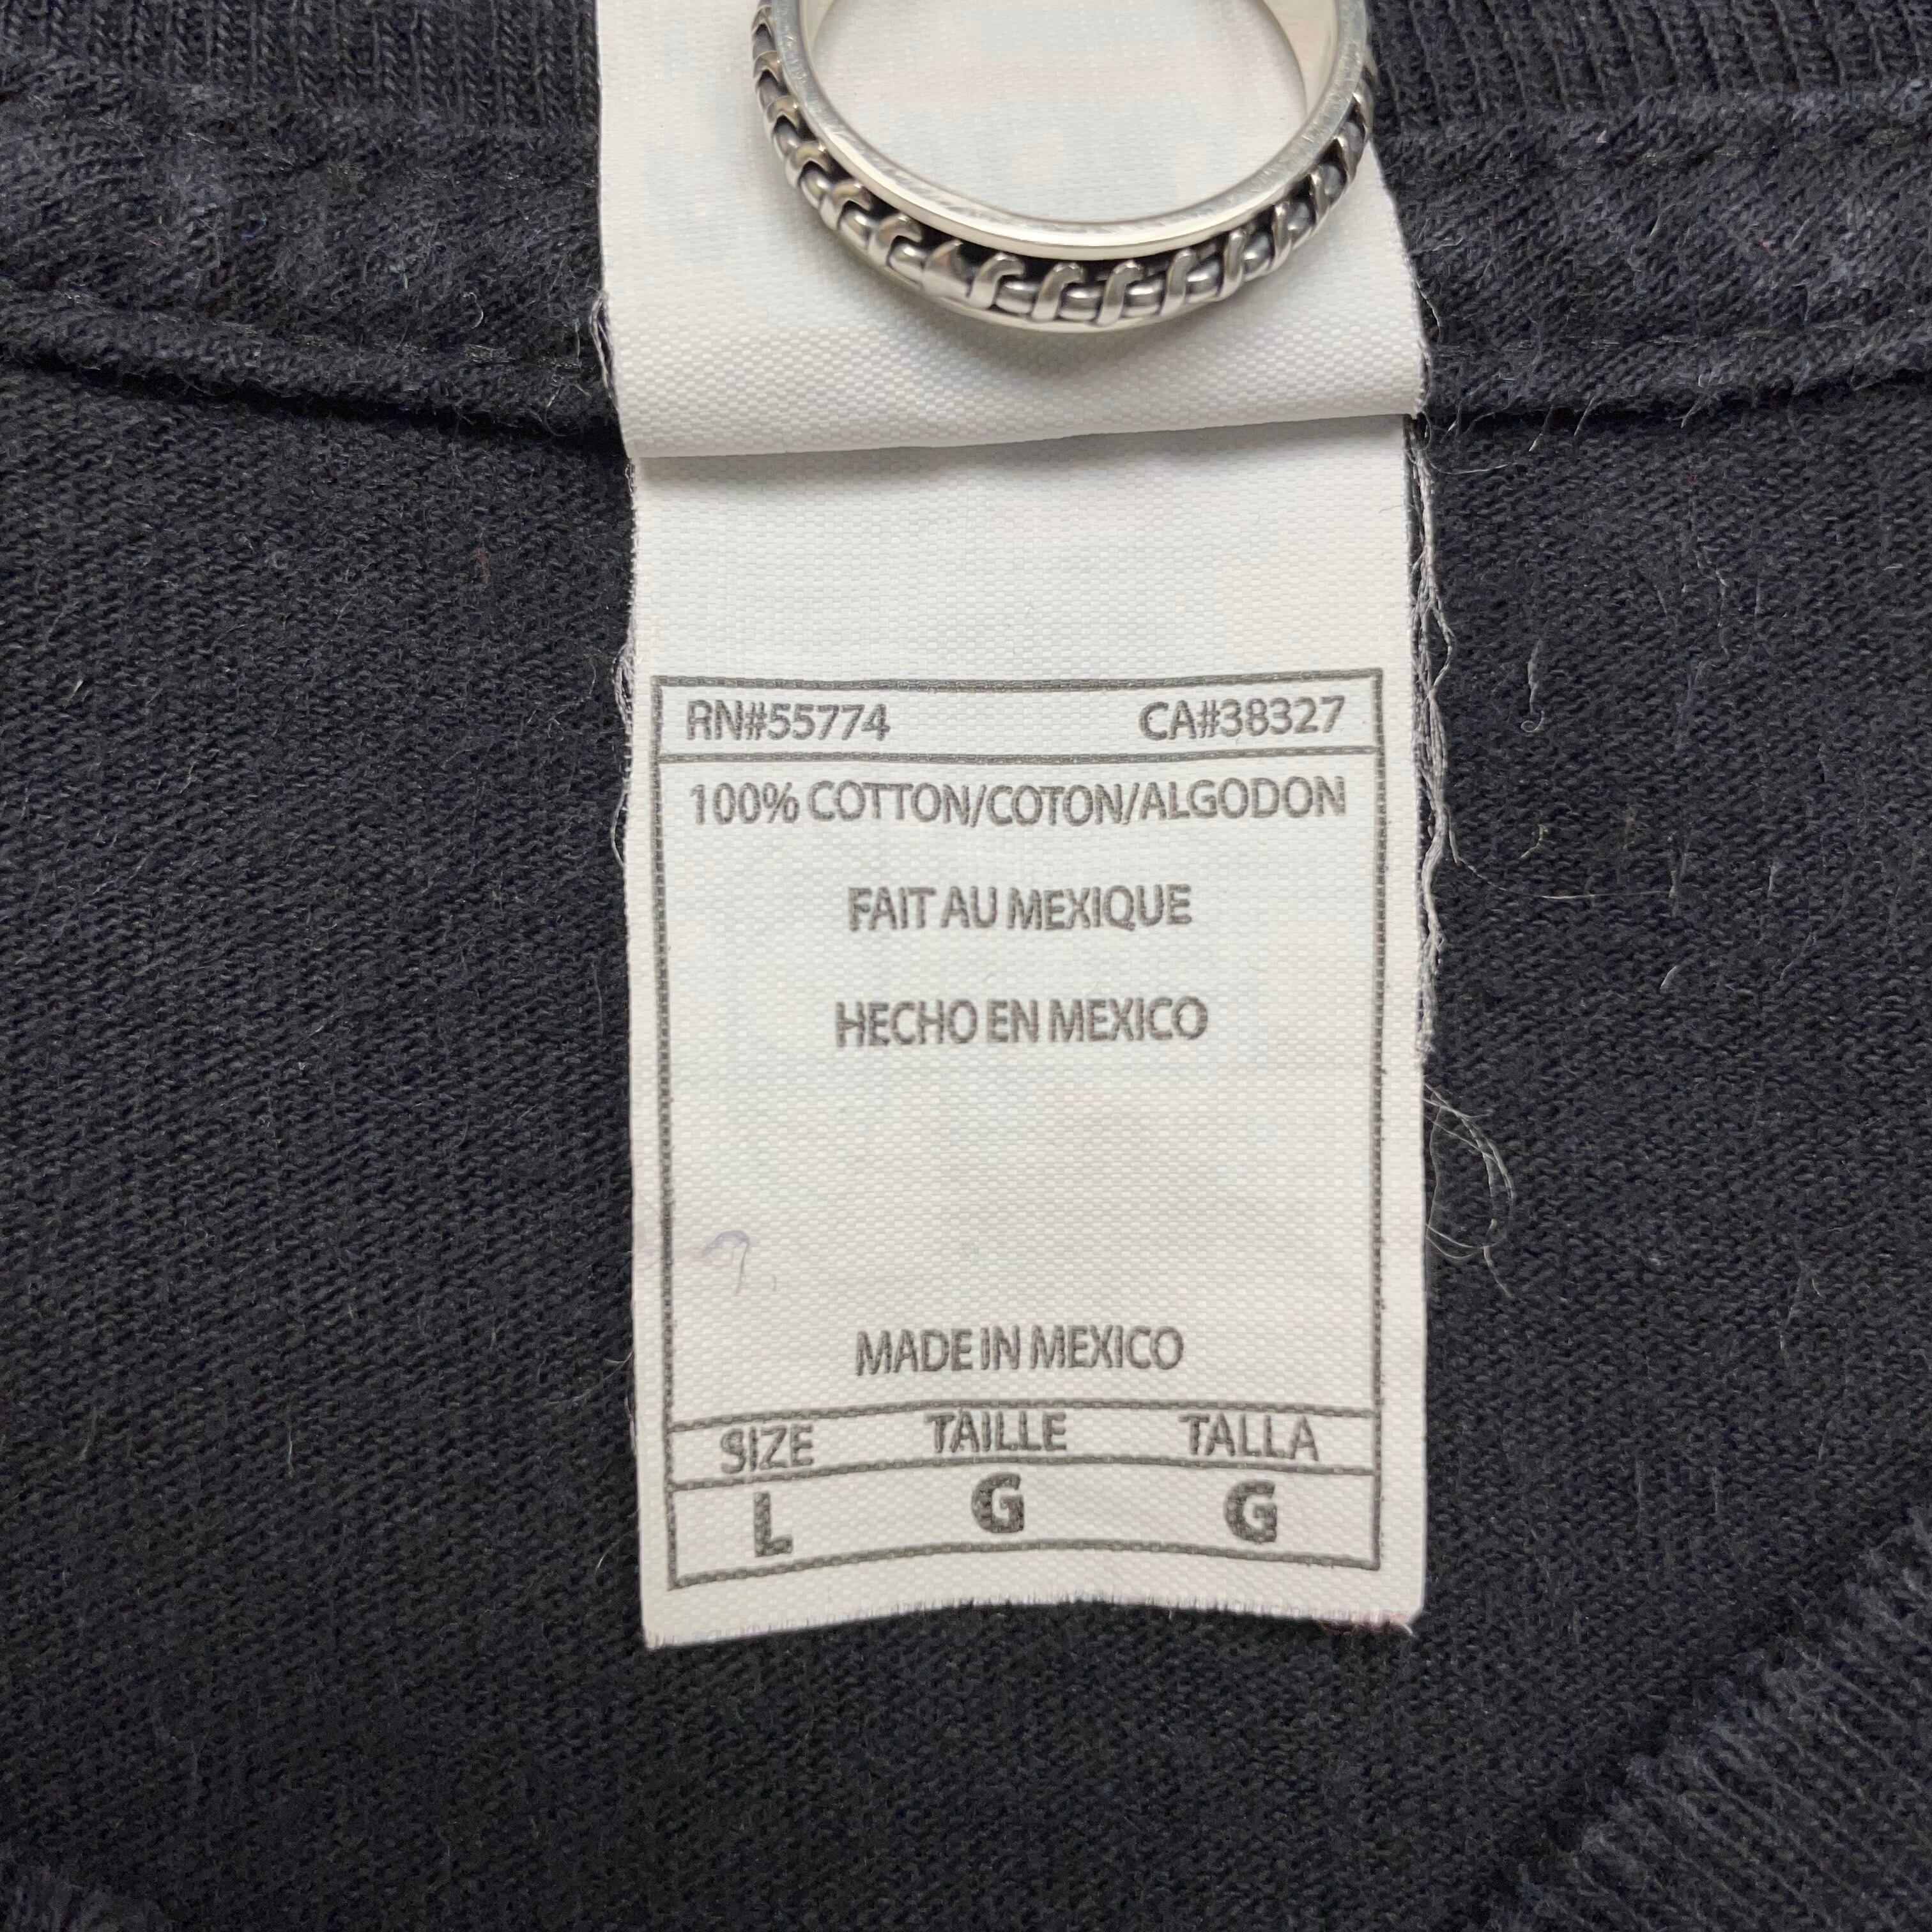 RN#55774 CA#38327
100% COTTON/COTON/ALGODON
FAIT AU MEXIQUE
HECHO EN MEXICO
MADE IN MEXICO
SIZE TAILLE TALLA
L G G